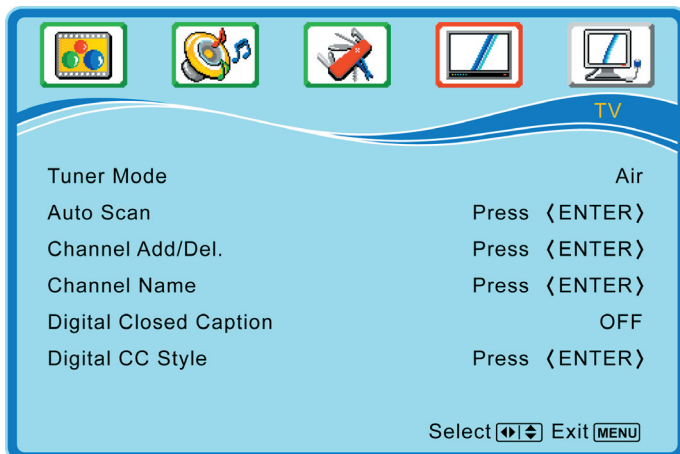 TV
Tuner Mode Air
Auto Scan Press 〈ENTER〉
Channel Add/Del. Press 〈ENTER〉
Channel Name Press 〈ENTER〉
Digital Closed Caption OFF
Digital CC Style Press 〈ENTER〉
Select Exit MENU